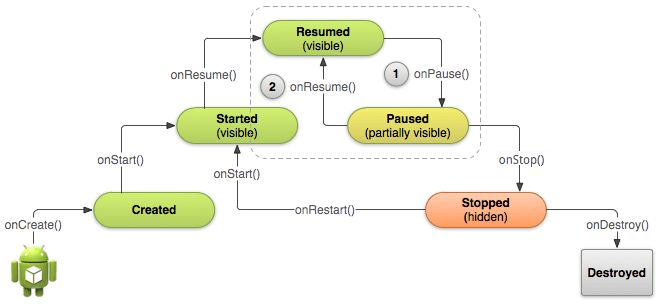 Resumed
(visible)
onResume()
2
onResume()
1
onPause()
Started
(visible)
Paused
(partially visible)
onStart()
onStart()
onStop()
Created
onRestart()
Stopped
(hidden)
onCreate()
onDestroy()
Destroyed